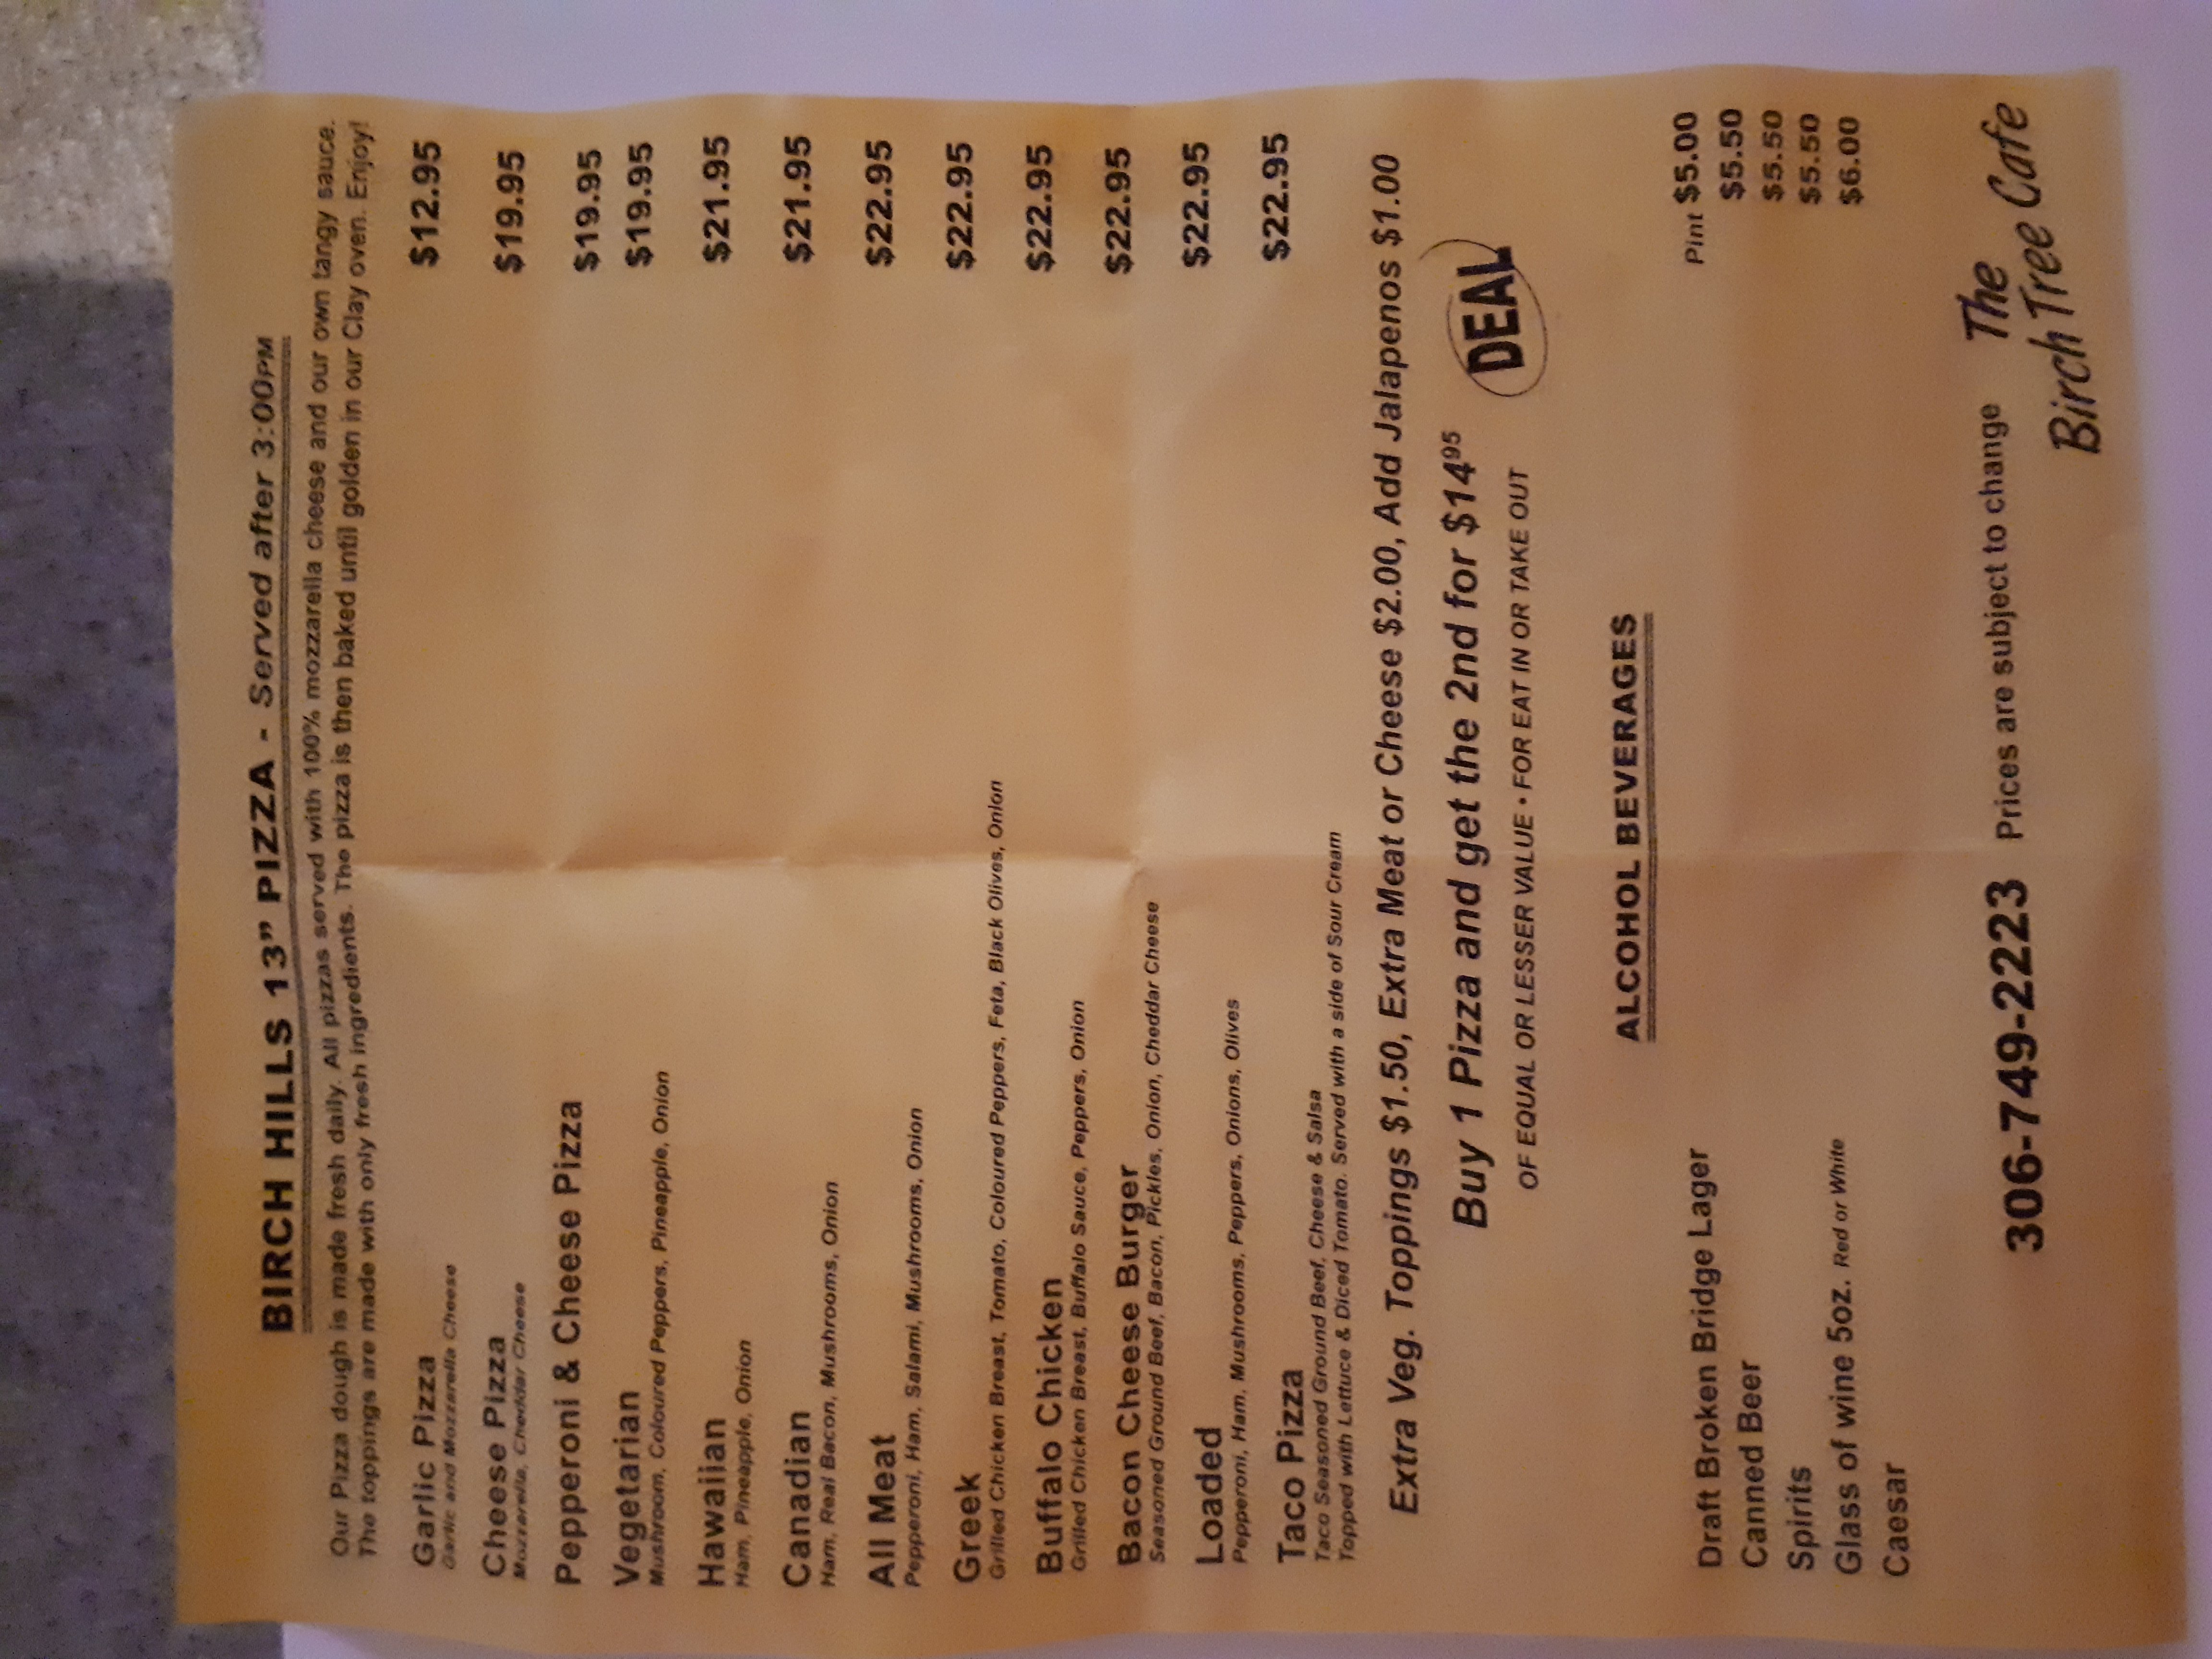 BIRCH HILLS 13” PIZZA - Served after 3:00PM
Our Pizza dough is made fresh daily. All pizzas served with 100% mozzarella cheese and our own tangy sauce.
The toppings are made with only fresh ingredients. The pizza is then baked until golden in our Clay oven. Enjoy!
Garlic Pizza $12.95
Garlic and Mozzarella Cheese
Cheese Pizza $19.95
Mozzarella, Cheddar Cheese
Pepperoni & Cheese Pizza $19.95
Vegetarian $19.95
Mushroom, Coloured Peppers, Pineapple, Onion
Hawaiian $21.95
Ham, Pineapple, Onion
Canadian $21.95
Ham, Real Bacon, Mushrooms, Onion
All Meat $22.95
Pepperoni, Ham, Salami, Mushrooms, Onion
Greek $22.95
Grilled Chicken Breast, Tomato, Coloured Peppers, Feta, Black Olives, Onion
Buffalo Chicken $22.95
Grilled Chicken Breast, Buffalo Sauce, Peppers, Onion
Bacon Cheese Burger $22.95
Seasoned Ground Beef, Bacon, Pickles, Onion, Cheddar Cheese
Loaded $22.95
Pepperoni, Ham, Mushrooms, Peppers, Onions, Olives
Taco Pizza $22.95
Taco Seasoned Ground Beef, Cheese & Salsa
Topped with Lettuce & Diced Tomato. Served with a side of Sour Cream
Extra Veg. Toppings $1.50, Extra Meat or Cheese $2.00, Add Jalapenos $1.00
Buy 1 Pizza and get the 2nd for $14⁹⁵ DEAL
OF EQUAL OR LESSER VALUE • FOR EAT IN OR TAKE OUT
ALCOHOL BEVERAGES
Draft Broken Bridge Lager Pint $5.00
Canned Beer $5.50
Spirits $5.50
Glass of wine 5oz. Red or White $5.50
Caesar $6.00
306-749-2223 Prices are subject to change
The
Birch Tree Cafe